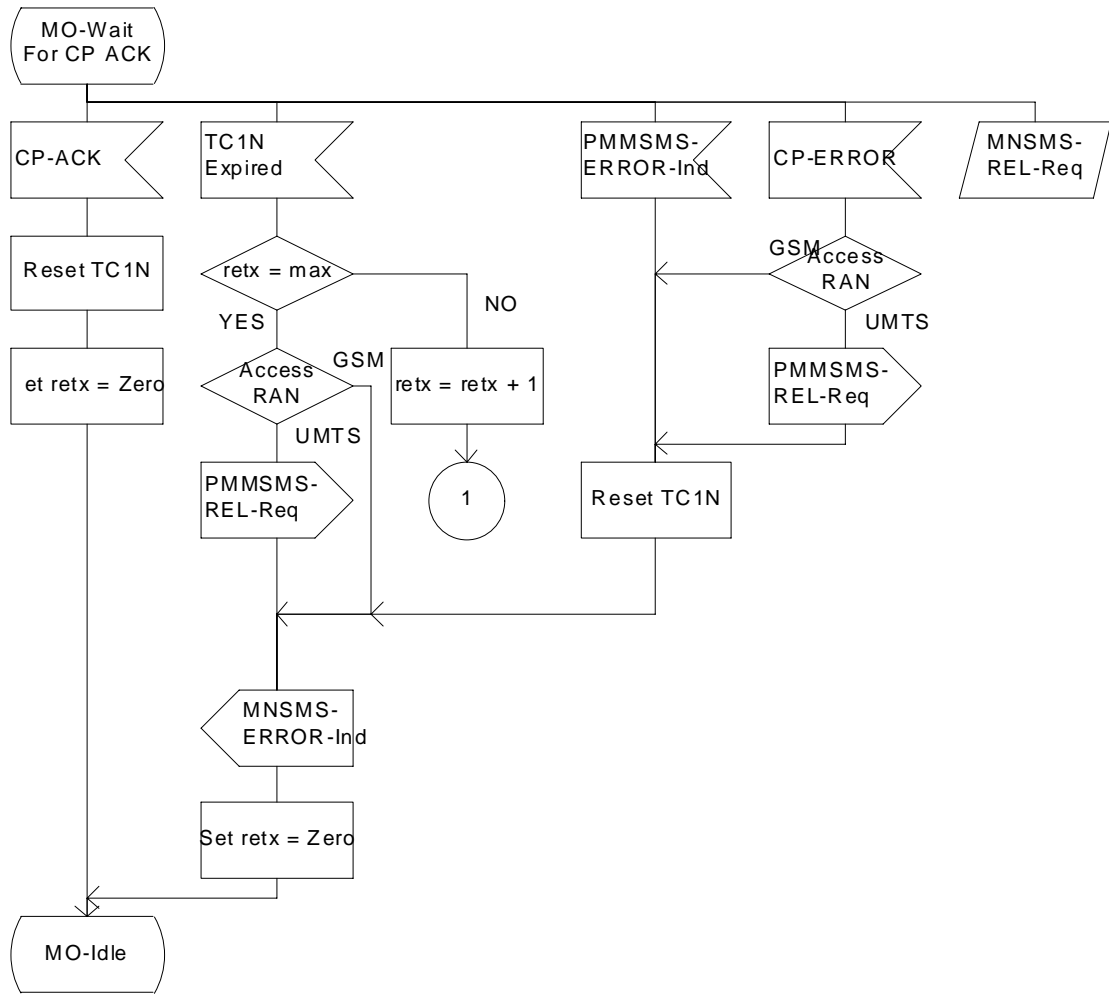 MO-Wait
For CP ACK
CP-ACK
TC1N
Expired
PMMSMS-
ERROR-Ind
CP-ERROR
MNSMS-
REL-Req
Reset TC1N
retx = max
GSM
Access
RAN
NO
YES
UMTS
et retx = Zero
Access
RAN
GSM
retx = retx + 1
PMMSMS-
REL-Req
UMTS
PMMSMS-
REL-Req
1
Reset TC1N
MNSMS-
ERROR-Ind
Set retx = Zero
MO-Idle